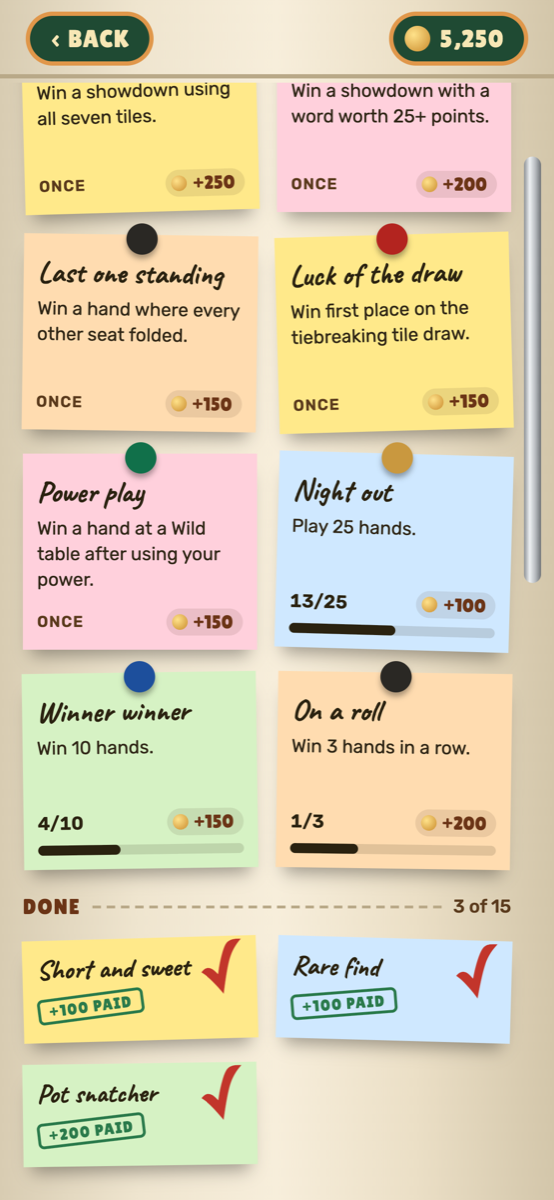 ‹ BACK
5,250
Win a showdown using
all seven tiles.
ONCE
+250
Win a showdown with a
word worth 25+ points.
ONCE
+200
Last one standing
Win a hand where every
other seat folded.
ONCE
+150
Luck of the draw
Win first place on the
tiebreaking tile draw.
ONCE
+150
Power play
Win a hand at a Wild
table after using your
power.
ONCE
+150
Night out
Play 25 hands.
13/25
+100
Winner winner
Win 10 hands.
4/10
+150
On a roll
Win 3 hands in a row.
1/3
+200
DONE
3 of 15
Short and sweet
+100 PAID
Rare find
+100 PAID
Pot snatcher
+200 PAID